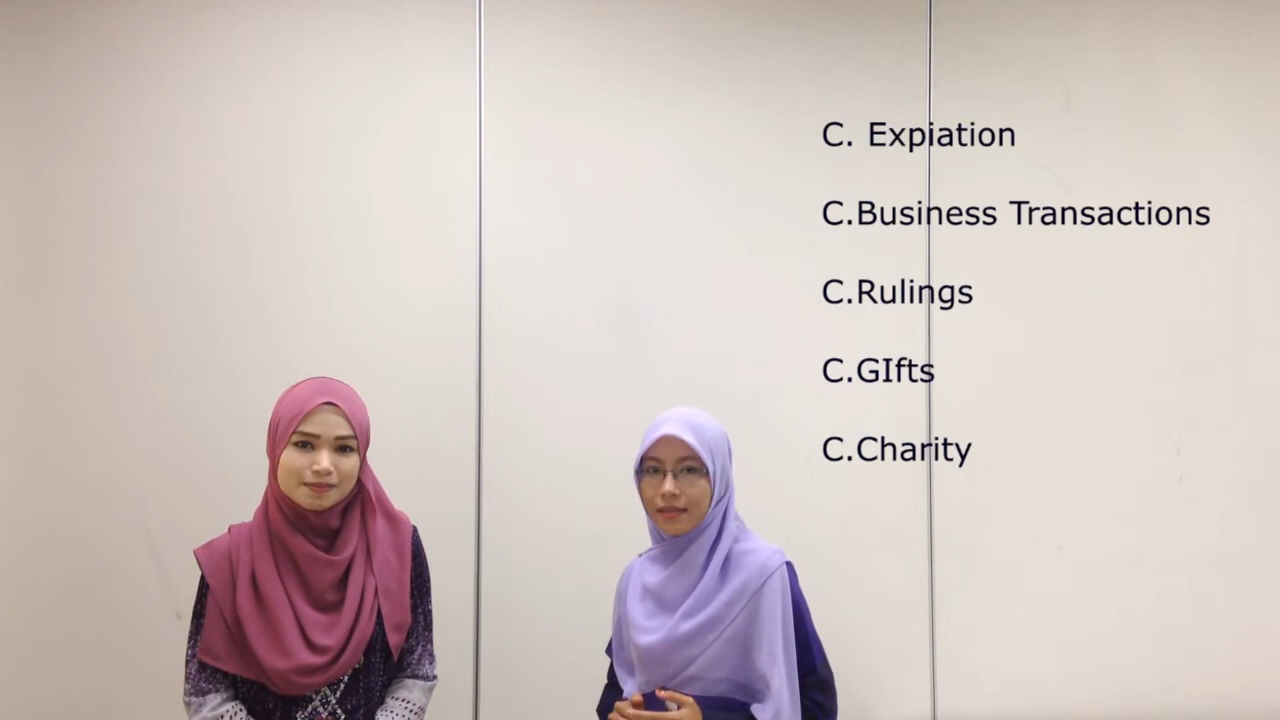 C. Expiation
C.Business Transactions
C.Rulings
C.GIfts
C.Charity